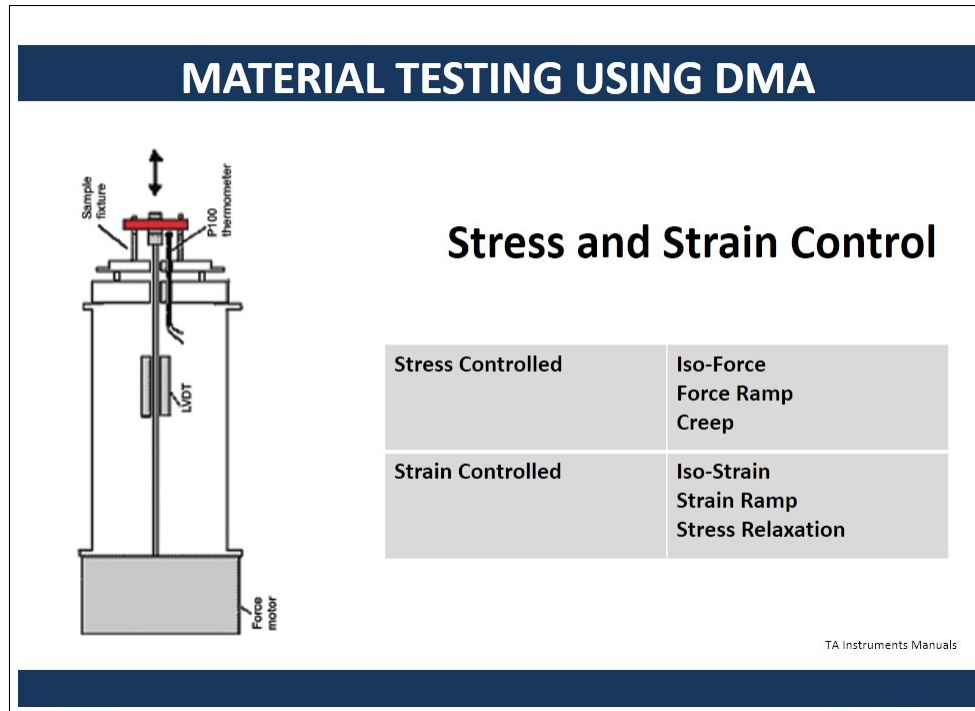 MATERIAL TESTING USING DMA
Sample
fixture
P100
thermometer
LVDT
Force
motor
Stress and Strain Control
Stress Controlled
Iso-Force
Force Ramp
Creep
Strain Controlled
Iso-Strain
Strain Ramp
Stress Relaxation
TA Instruments Manuals